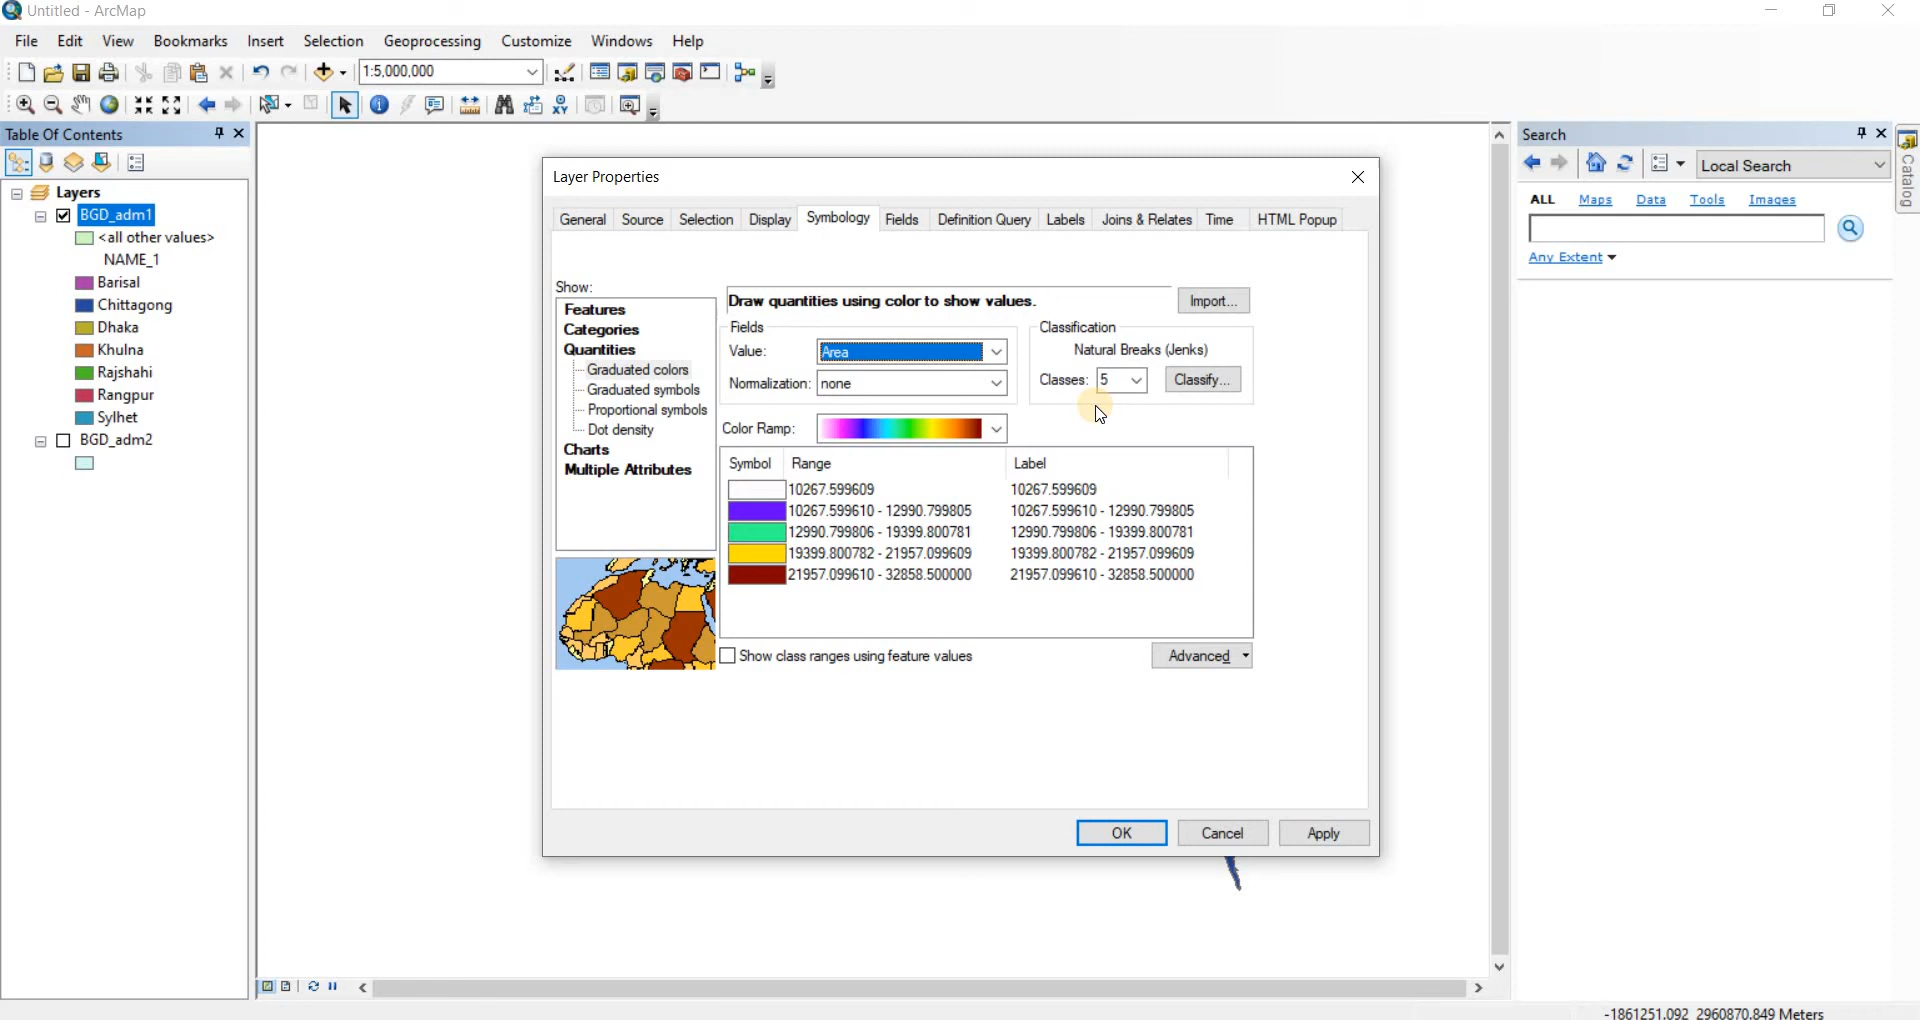 Untitled - ArcMap
File Edit View Bookmarks Insert Selection Geoprocessing Customize Windows Help
1:5,000,000
Table Of Contents
Layers
BGD_adm1
<all other values>
NAME_1
Barisal
Chittagong
Dhaka
Khulna
Rajshahi
Rangpur
Sylhet
BGD_adm2
Layer Properties
General Source Selection Display Symbology Fields Definition Query Labels Joins & Relates Time HTML Popup
Show:
Features
Categories
Quantities
Graduated colors
Graduated symbols
Proportional symbols
Dot density
Charts
Multiple Attributes
Draw quantities using color to show values.
Import...
Fields
Value: Area
Normalization: none
Classification
Natural Breaks (Jenks)
Classes: 5 Classify...
Color Ramp:
Symbol Range Label
10267.599609 10267.599609
10267.599610 - 12990.799805 10267.599610 - 12990.799805
12990.799806 - 19399.800781 12990.799806 - 19399.800781
19399.800782 - 21957.099609 19399.800782 - 21957.099609
21957.099610 - 32858.500000 21957.099610 - 32858.500000
Show class ranges using feature values
Advanced
OK Cancel Apply
Search
Local Search
ALL Maps Data Tools Images
Any Extent
Catalog
-1861251.092 2960870.849 Meters